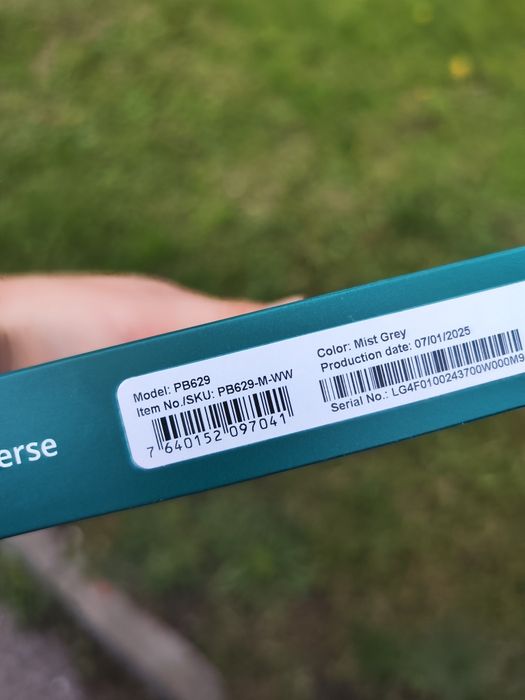 erse
Model: PB629
Item No./SKU: PB629-M-WW
7 640152 097041
Color: Mist Grey
Production date: 07/01/2025
Serial No.: LG4F0100243700W000M9